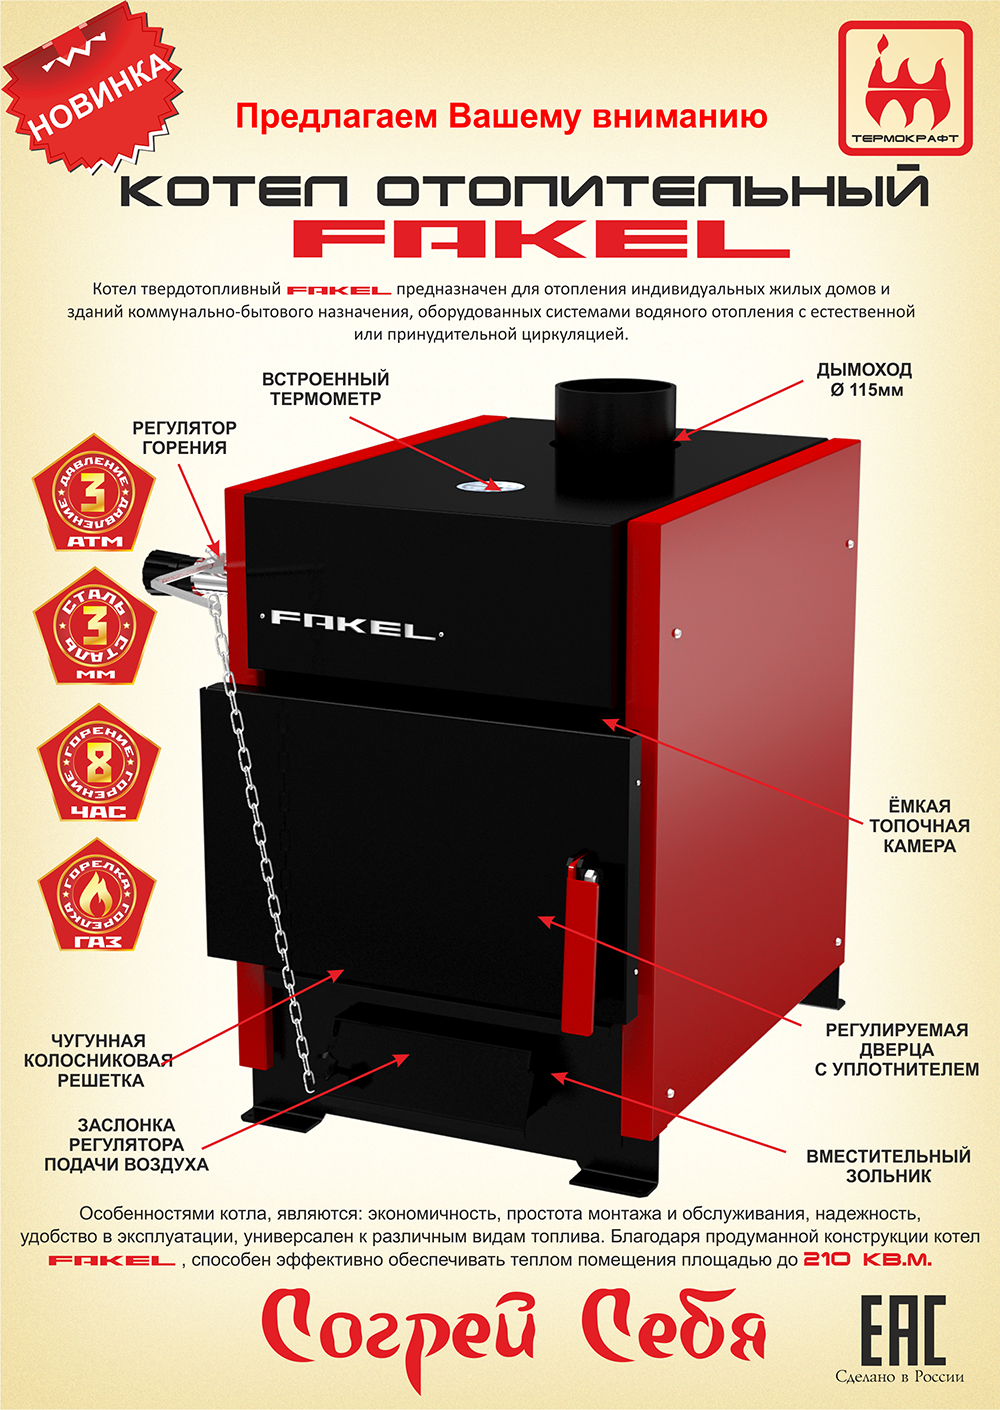 НОВИНКА
ТЕРМОКРАФТ
Предлагаем Вашему вниманию
КОТЕЛ ОТОПИТЕЛЬНЫЙ
FAKEL
Котел твердотопливный FAKEL предназначен для отопления индивидуальных жилых домов и
зданий коммунально-бытового назначения, оборудованных системами водяного отопления с естественной
или принудительной циркуляцией.
ВСТРОЕННЫЙ
ТЕРМОМЕТР
ДЫМОХОД
Ø 115мм
РЕГУЛЯТОР
ГОРЕНИЯ
ДАВЛЕНИЕ
3
ДАВЛЕНИЕ
АТМ
СТАЛЬ
3
СТАЛЬ
ММ
ГОРЕНИЕ
8
ГОРЕНИЕ
ЧАС
ГОРЕЛКА
ГОРЕЛКА
ГАЗ
FAKEL
ЁМКАЯ
ТОПОЧНАЯ
КАМЕРА
ЧУГУННАЯ
КОЛОСНИКОВАЯ
РЕШЕТКА
РЕГУЛИРУЕМАЯ
ДВЕРЦА
С УПЛОТНИТЕЛЕМ
ЗАСЛОНКА
РЕГУЛЯТОРА
ПОДАЧИ ВОЗДУХА
ВМЕСТИТЕЛЬНЫЙ
ЗОЛЬНИК
Особенностями котла, являются: экономичность, простота монтажа и обслуживания, надежность,
удобство в эксплуатации, универсален к различным видам топлива. Благодаря продуманной конструкции котел
FAKEL , способен эффективно обеспечивать теплом помещения площадью до 210 КВ.М.
Согрей Себя
EAC
Сделано в России